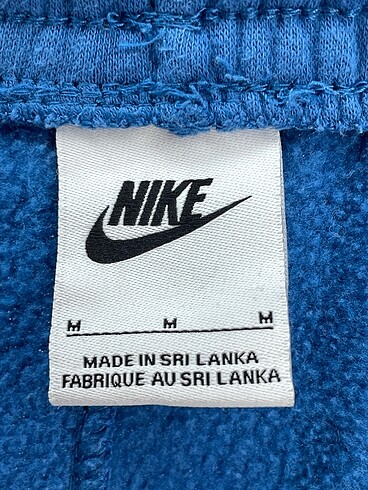 NIKE
M M M
MADE IN SRI LANKA
FABRIQUE AU SRI LANKA